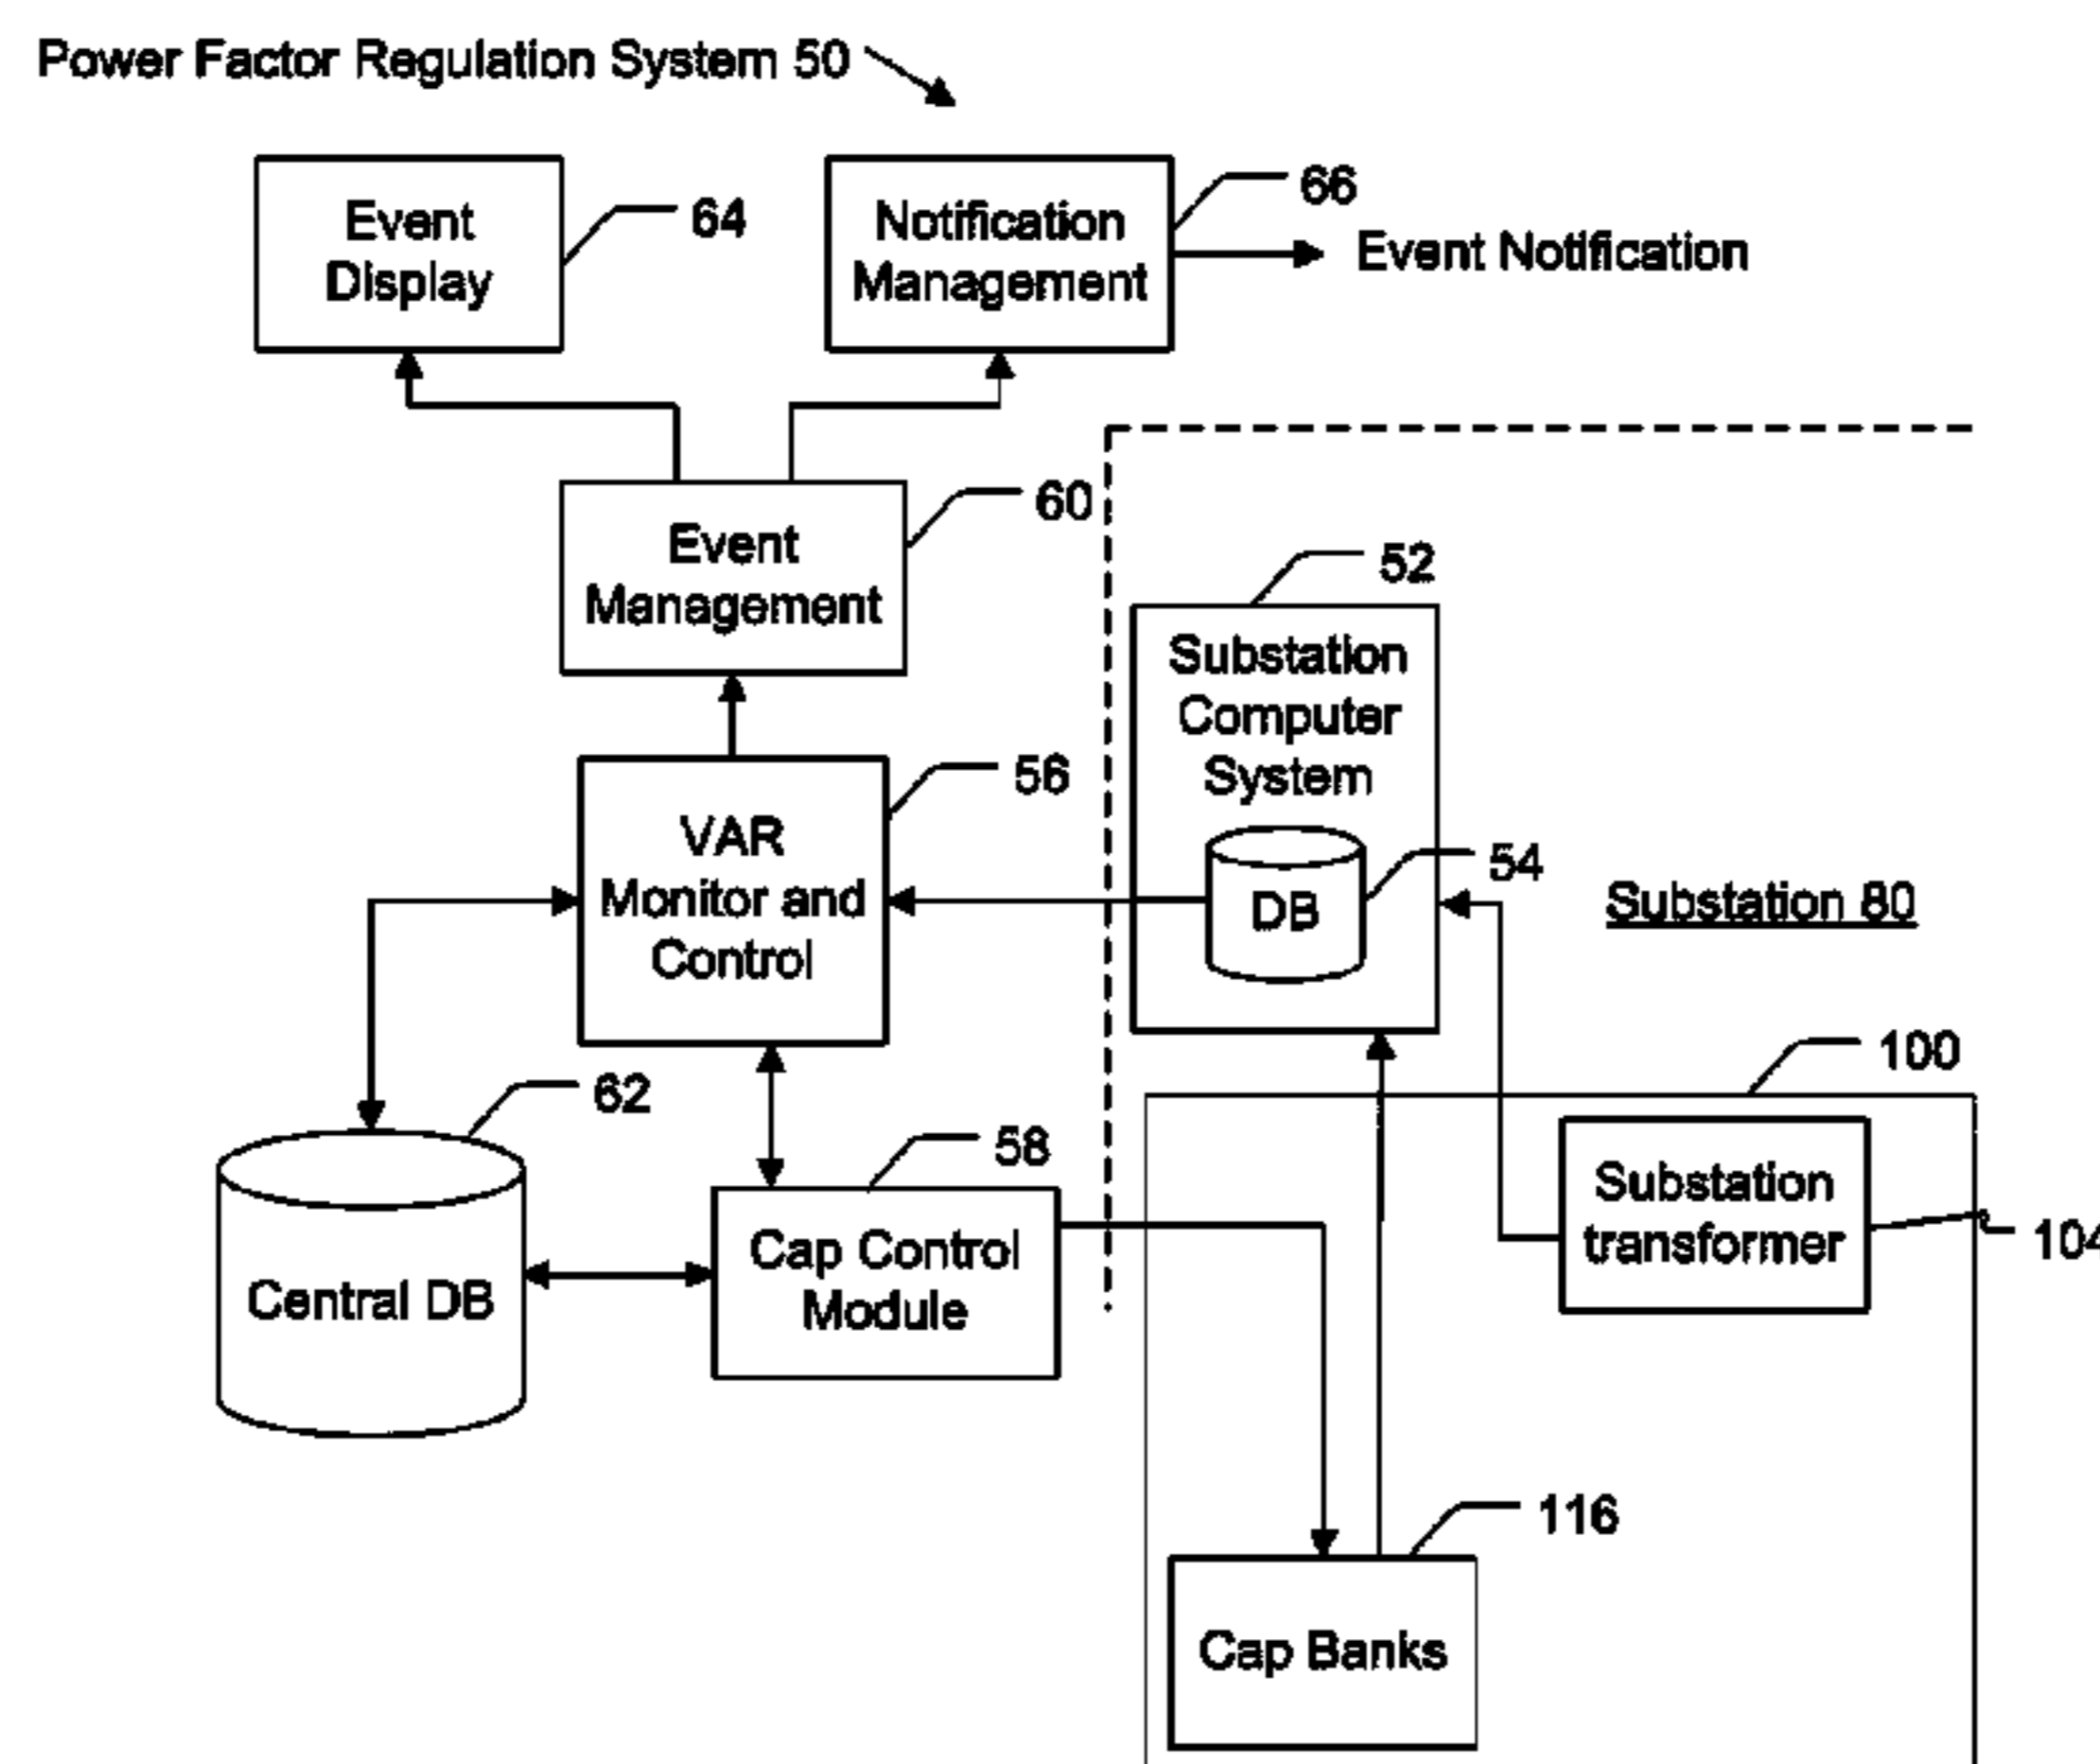 Power Factor Regulation System 50
Event
Display
64
Notification
Management
66
Event Notification
Event
Management
60
52
Substation
Computer
System
DB
54
Substation 80
VAR
Monitor and
Control
56
62
Central DB
58
Cap Control
Module
100
Substation
transformer
104
116
Cap Banks